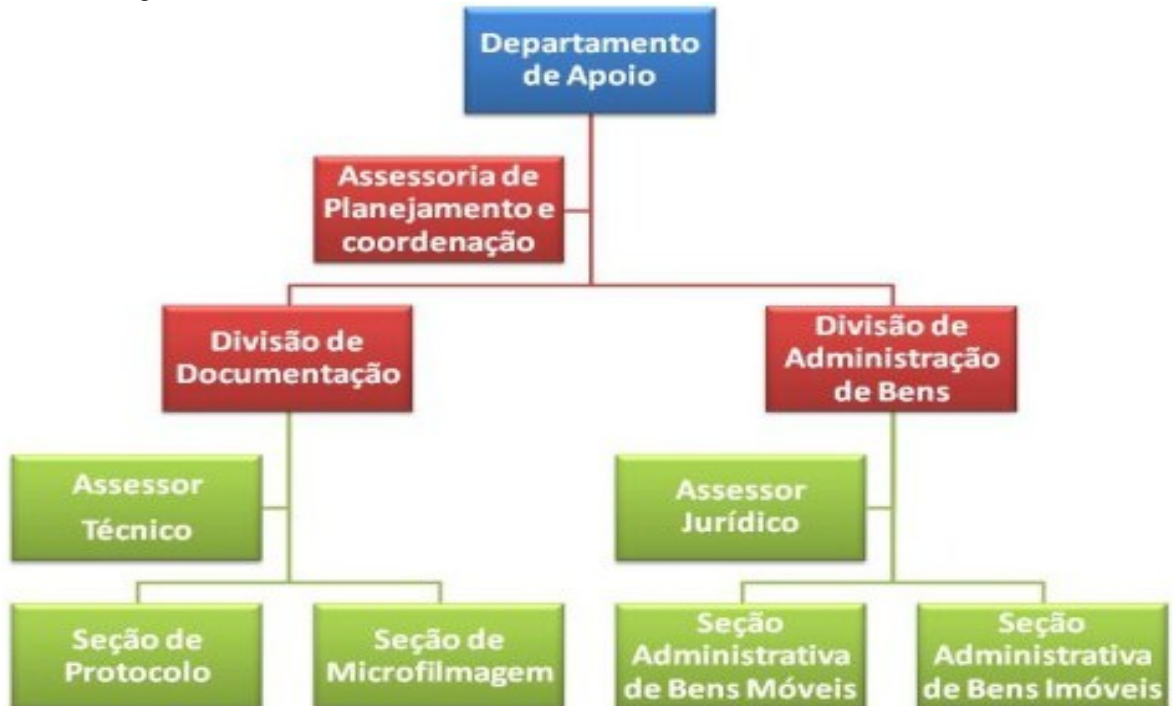 Departamento
de Apoio
Assessoria de
Planejamento e
coordenação
Divisão de
Documentação
Divisão de
Administração
de Bens
Assessor
Técnico
Assessor
Jurídico
Seção de
Protocolo
Seção de
Microfilmagem
Seção
Administrativa
de Bens Móveis
Seção
Administrativa
de Bens Imóveis